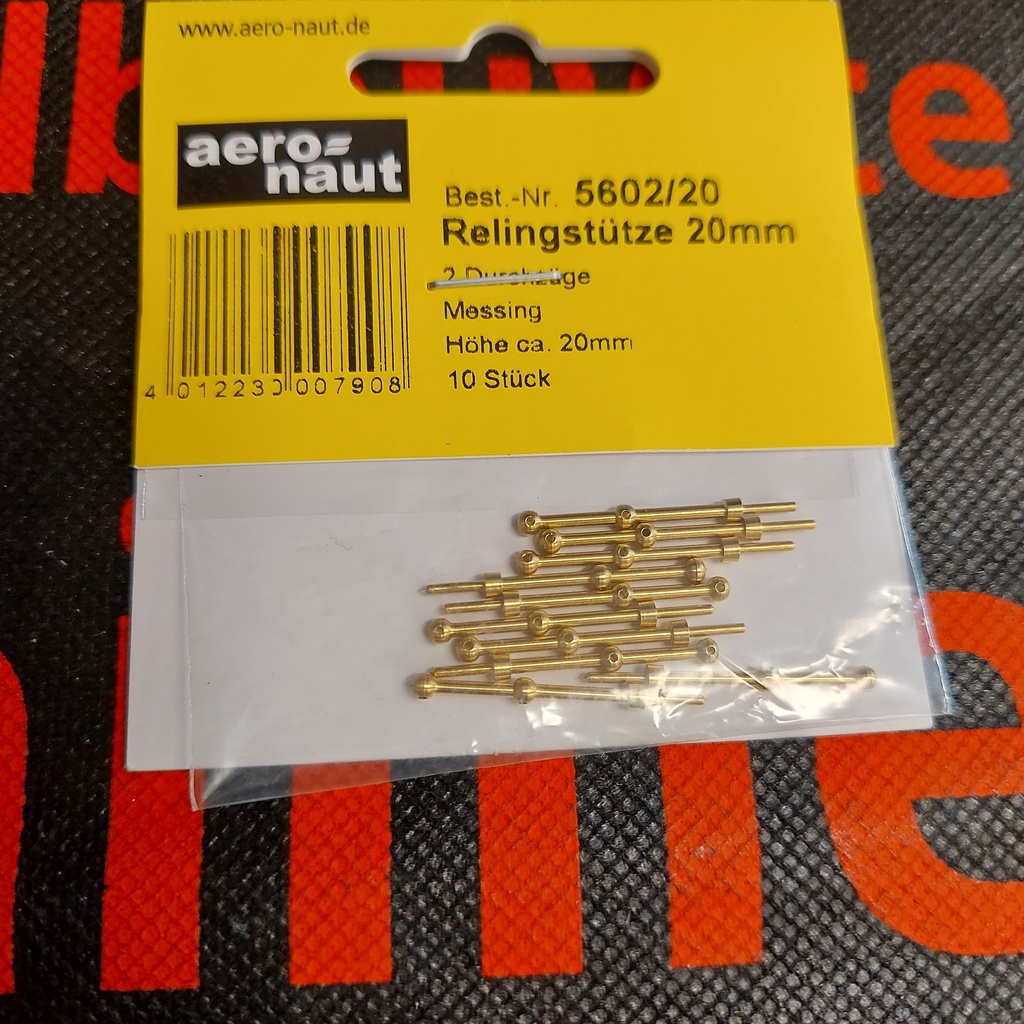 www.aero-naut.de
aero=
naut
Best.-Nr. 5602/20
Relingstütze 20mm
2 Durchzüge
Messing
Höhe ca. 20mm
10 Stück
4 012230 007908